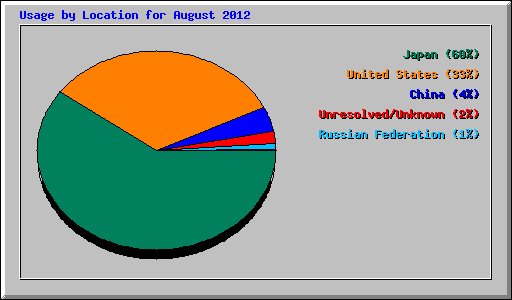 Usage by Location for August 2012
Japan (60%)
United States (33%)
China (4%)
Unresolved/Unknown (2%)
Russian Federation (1%)